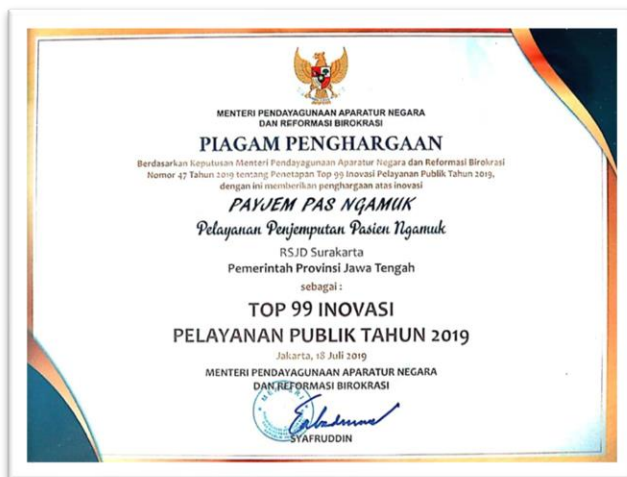 MENTERI PENDAYAGUNAAN APARATUR NEGARA
DAN REFORMASI BIROKRASI
PIAGAM PENGHARGAAN
Berdasarkan Keputusan Menteri Pendayagunaan Aparatur Negara dan Reformasi Birokrasi
Nomor 47 Tahun 2019 tentang Penetapan Top 99 Inovasi Pelayanan Publik Tahun 2019,
dengan ini memberikan penghargaan atas inovasi
PAYJEM PAS NGAMUK
Pelayanan Penjemputan Pasien Ngamuk
RSJD Surakarta
Pemerintah Provinsi Jawa Tengah
sebagai :
TOP 99 INOVASI
PELAYANAN PUBLIK TAHUN 2019
Jakarta, 18 Juli 2019
MENTERI PENDAYAGUNAAN APARATUR NEGARA
DAN REFORMASI BIROKRASI
MENTERI
SYAFRUDDIN